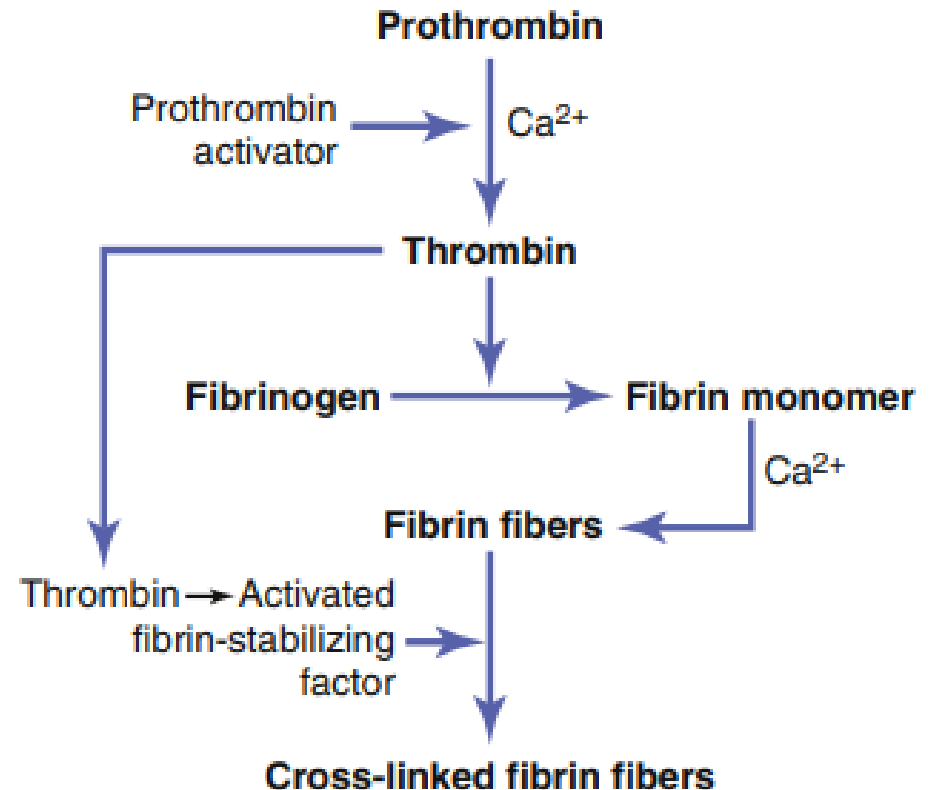 Prothrombin
Prothrombin
activator
Ca²⁺
Thrombin
Fibrinogen
Fibrin monomer
Ca²⁺
Fibrin fibers
Thrombin → Activated
fibrin-stabilizing
factor
Cross-linked fibrin fibers